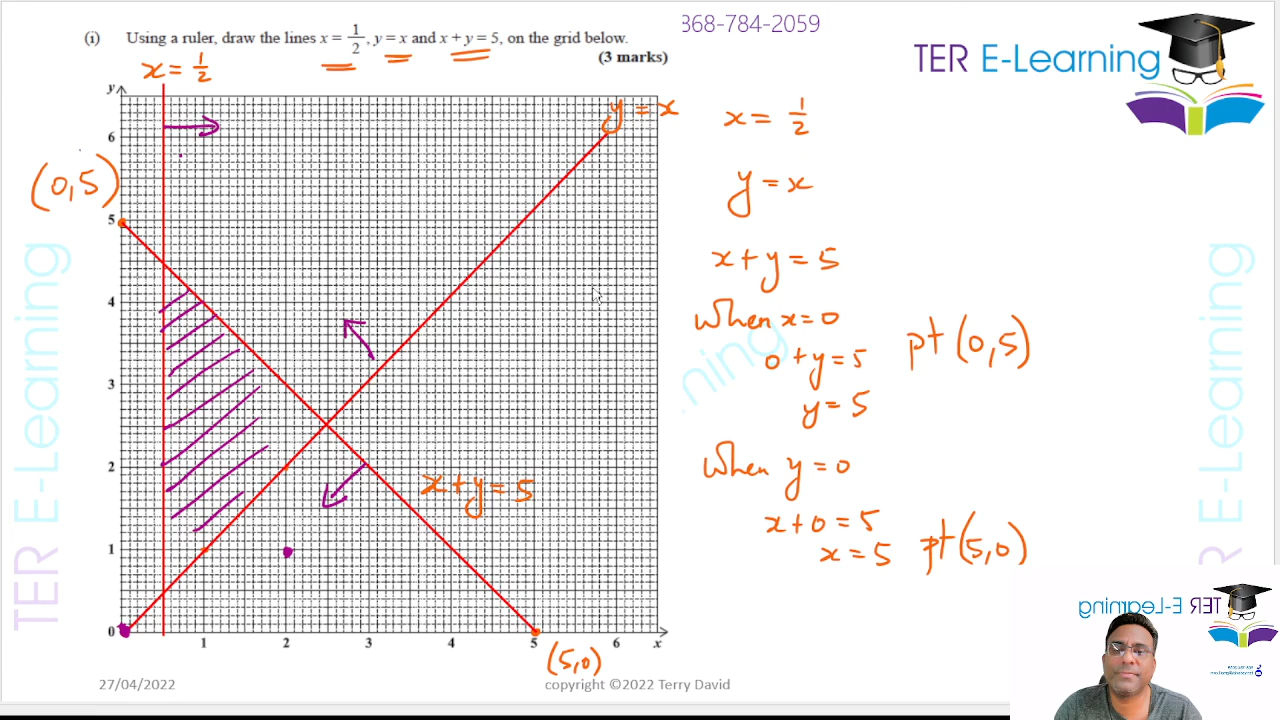 368-784-2059
TER E-Learning
(i) Using a ruler, draw the lines x = 1/2, y = x and x + y = 5, on the grid below.
(3 marks)
x = 1/2
y
y = x
6
(0,5)
5
4
3
2
1
0
x + y = 5
1 2 3 4 5 6 x
(5,0)
x = 1/2
y = x
x + y = 5
When x = 0
0 + y = 5
y = 5
pt (0,5)
When y = 0
x + 0 = 5
x = 5
pt (5,0)
TER E-Learning
rning
TER E-Learning
TER E-Learning
27/04/2022
copyright ©2022 Terry David